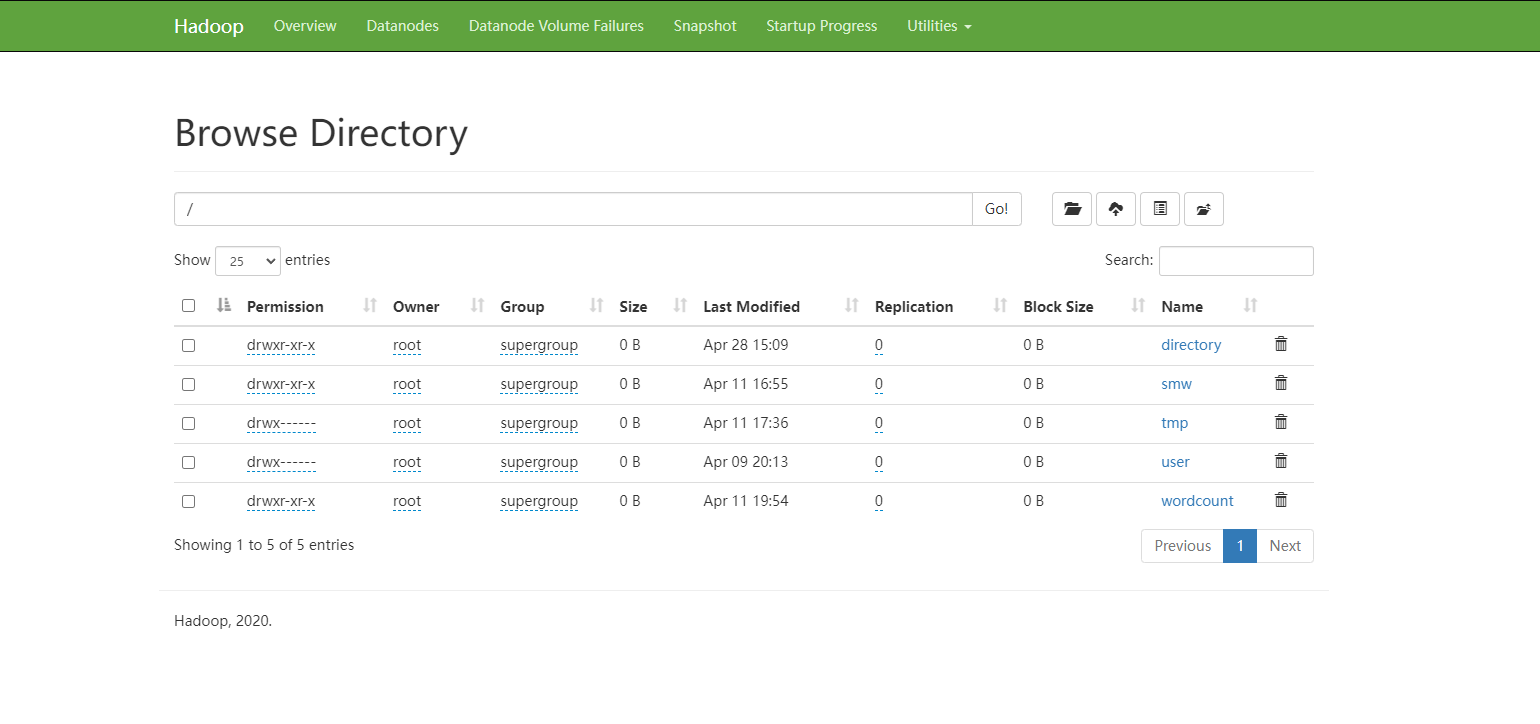 Hadoop Overview Datanodes Datanode Volume Failures Snapshot Startup Progress Utilities
Browse Directory
/ Go!
Show 25 entries Search:
Permission Owner Group Size Last Modified Replication Block Size Name
drwxr-xr-x root supergroup 0 B Apr 28 15:09 0 0 B directory
drwxr-xr-x root supergroup 0 B Apr 11 16:55 0 0 B smw
drwx------ root supergroup 0 B Apr 11 17:36 0 0 B tmp
drwx------ root supergroup 0 B Apr 09 20:13 0 0 B user
drwxr-xr-x root supergroup 0 B Apr 11 19:54 0 0 B wordcount
Showing 1 to 5 of 5 entries Previous 1 Next
Hadoop, 2020.